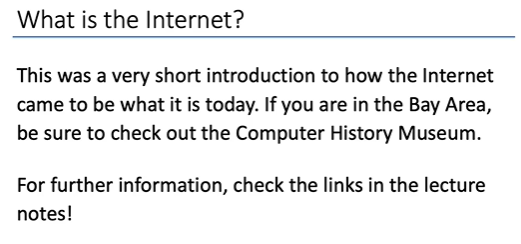 What is the Internet?
This was a very short introduction to how the Internet
came to be what it is today. If you are in the Bay Area,
be sure to check out the Computer History Museum.
For further information, check the links in the lecture
notes!